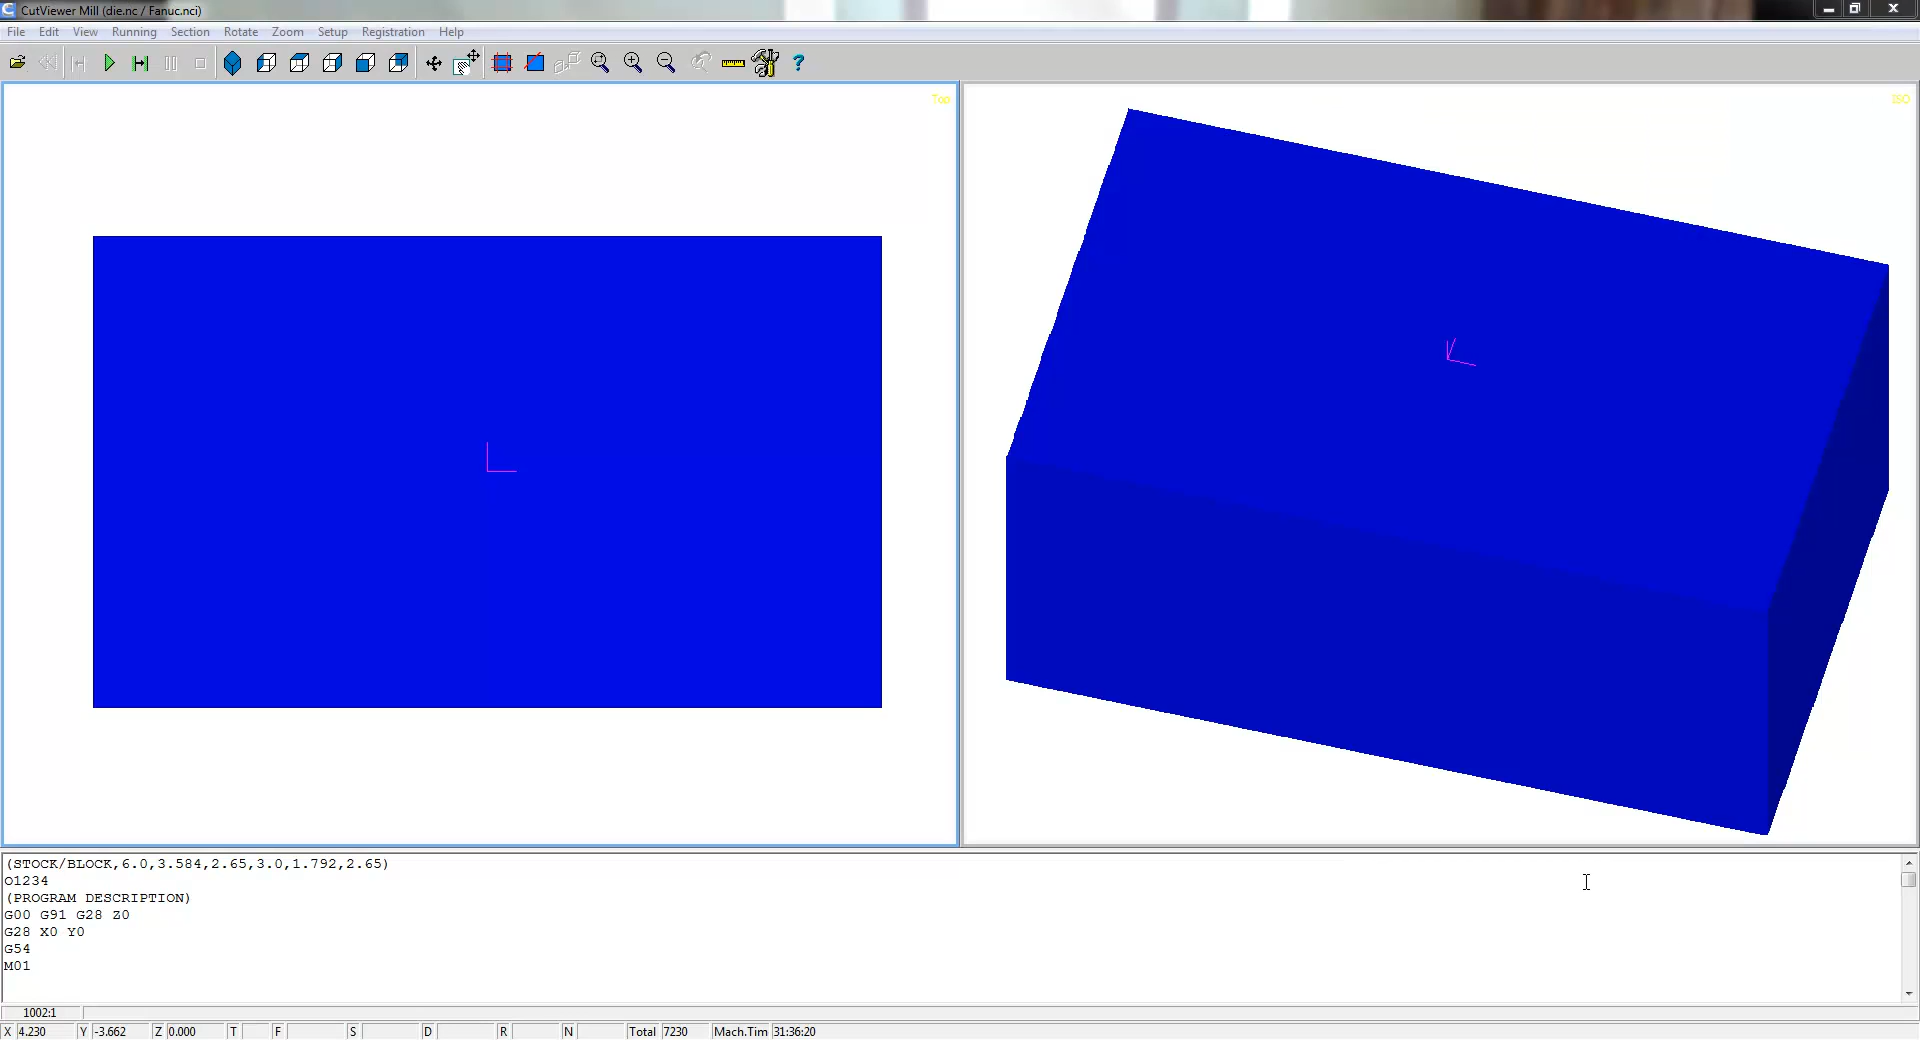 CutViewer Mill (die.nc / Fanuc.nci)
File Edit View Running Section Rotate Zoom Setup Registration Help
Top
ISO
(STOCK/BLOCK,6.0,3.584,2.65,3.0,1.792,2.65)
O1234
(PROGRAM DESCRIPTION)
G00 G91 G28 Z0
G28 X0 Y0
G54
M01
1002:1
X 4.230 Y -3.662 Z 0.000 T F S D R N Total 7230 Mach.Tim 31:36:20